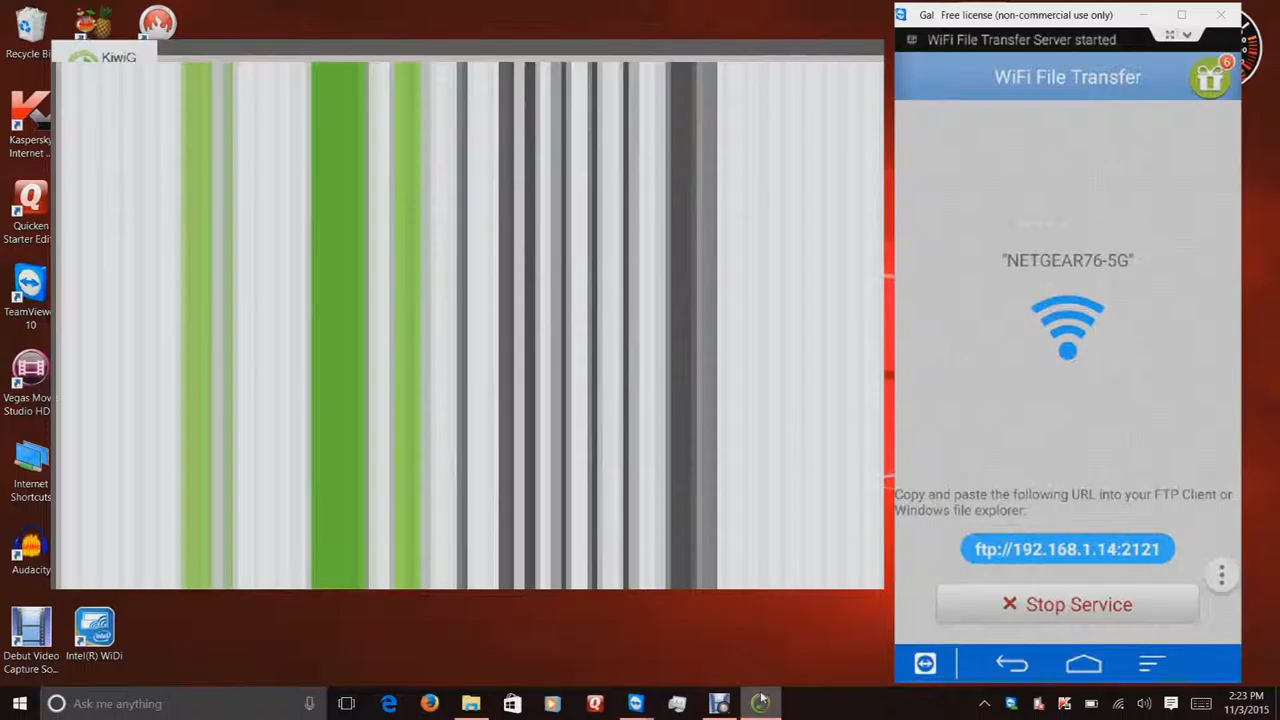 Recycle Bi
KiwiG
Gal Free license (non-commercial use only)
WiFi File Transfer Server started
WiFi File Transfer
6
Kaspersky
Internet ...
Quicken
Starter Edi
TeamView
10
Vegas Mov
Studio HD
Internet
Shortcuts
Audacity
Debut Video
Capture So...
Intel(R) WiDi
"NETGEAR76-5G"
Copy and paste the following URL into your FTP Client or
Windows file explorer:
ftp://192.168.1.14:2121
Stop Service
Ask me anything
2:23 PM
11/3/2015